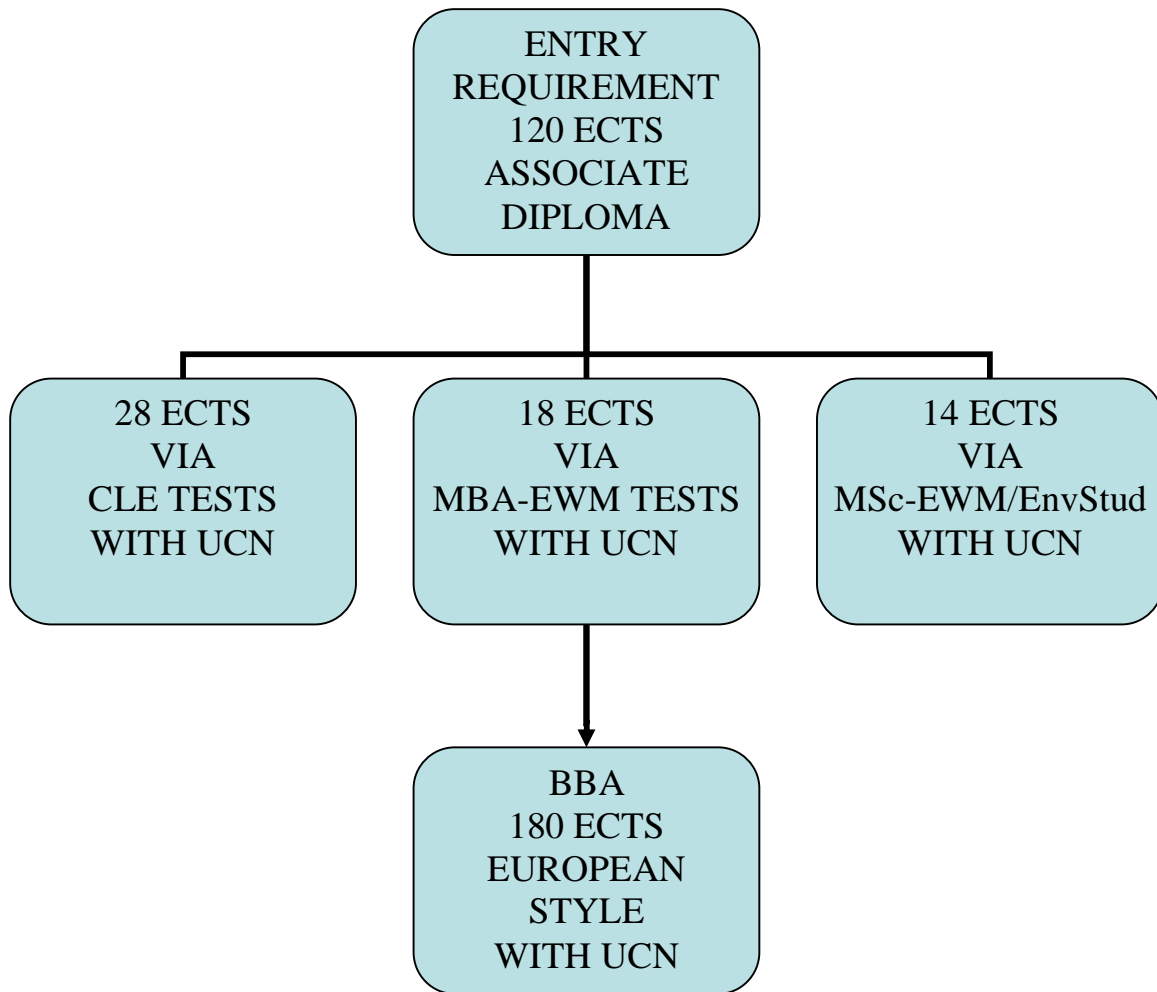 ENTRY
REQUIREMENT
120 ECTS
ASSOCIATE
DIPLOMA
28 ECTS
VIA
CLE TESTS
WITH UCN
18 ECTS
VIA
MBA-EWM TESTS
WITH UCN
14 ECTS
VIA
MSc-EWM/EnvStud
WITH UCN
BBA
180 ECTS
EUROPEAN
STYLE
WITH UCN